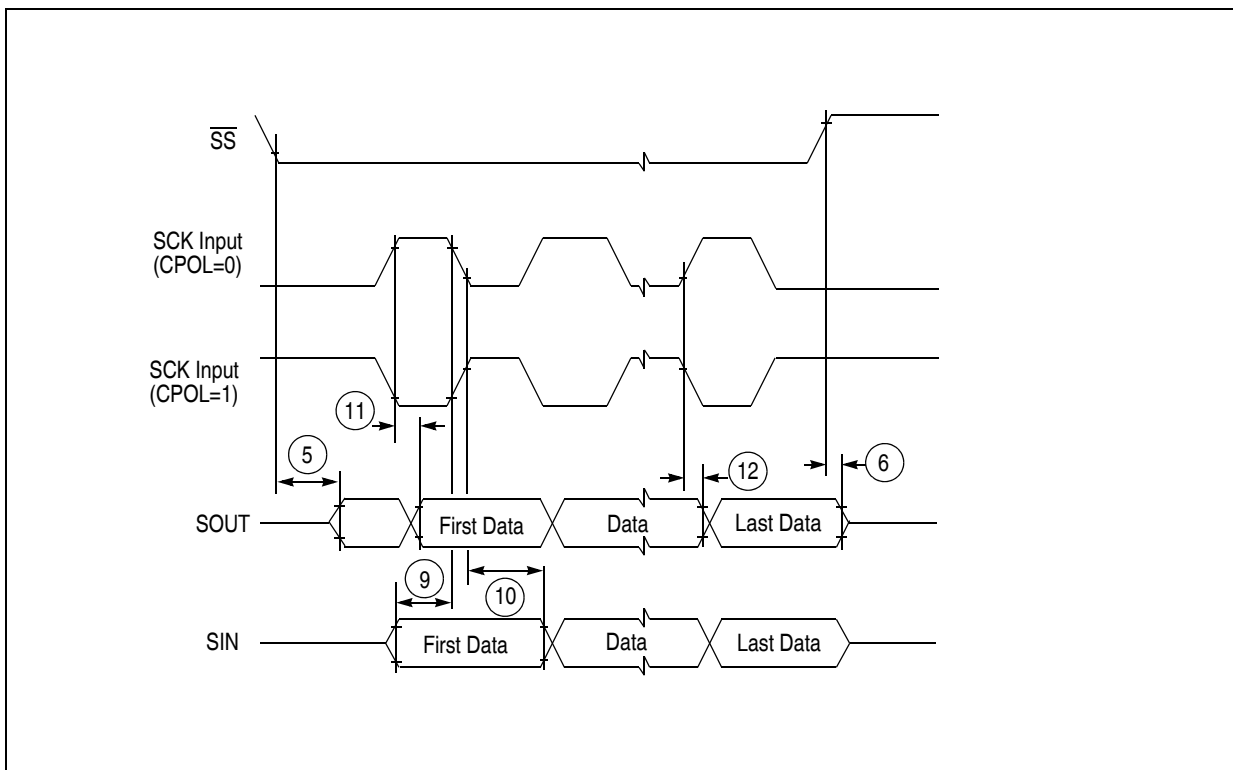 SS
SCK Input
(CPOL=0)
SCK Input
(CPOL=1)
11
5
12
6
SOUT
First Data
Data
Last Data
9
10
SIN
First Data
Data
Last Data